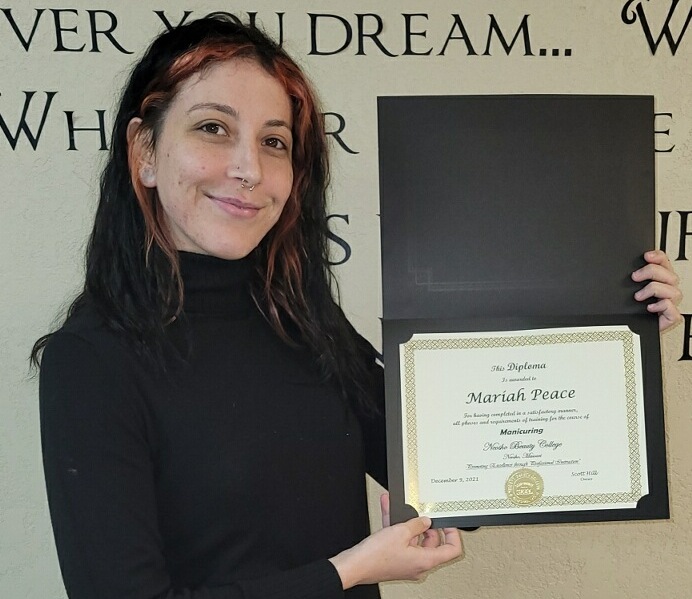 VER YOU DREAM...
"W
WH R E
S IF
E
This Diploma
Is awarded to
Mariah Peace
For having completed in a satisfactory manner,
all phases and requirements of training for the course of
Manicuring
Neosho Beauty College
Neosho, Missouri
"Promoting Excellence through Professional Instruction"
December 9, 2021
Scott Hill
Owner